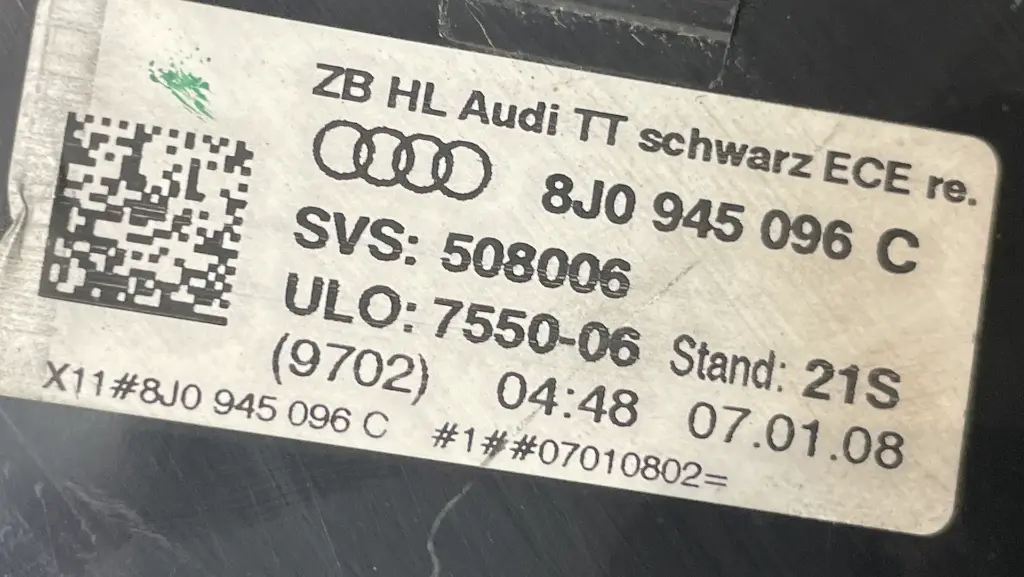 ZB HL Audi TT schwarz ECE re.
8J0 945 096 C
SVS: 508006
ULO: 7550-06 Stand: 21S
(9702) 04:48 07.01.08
X11#8J0 945 096 C #1##07010802=